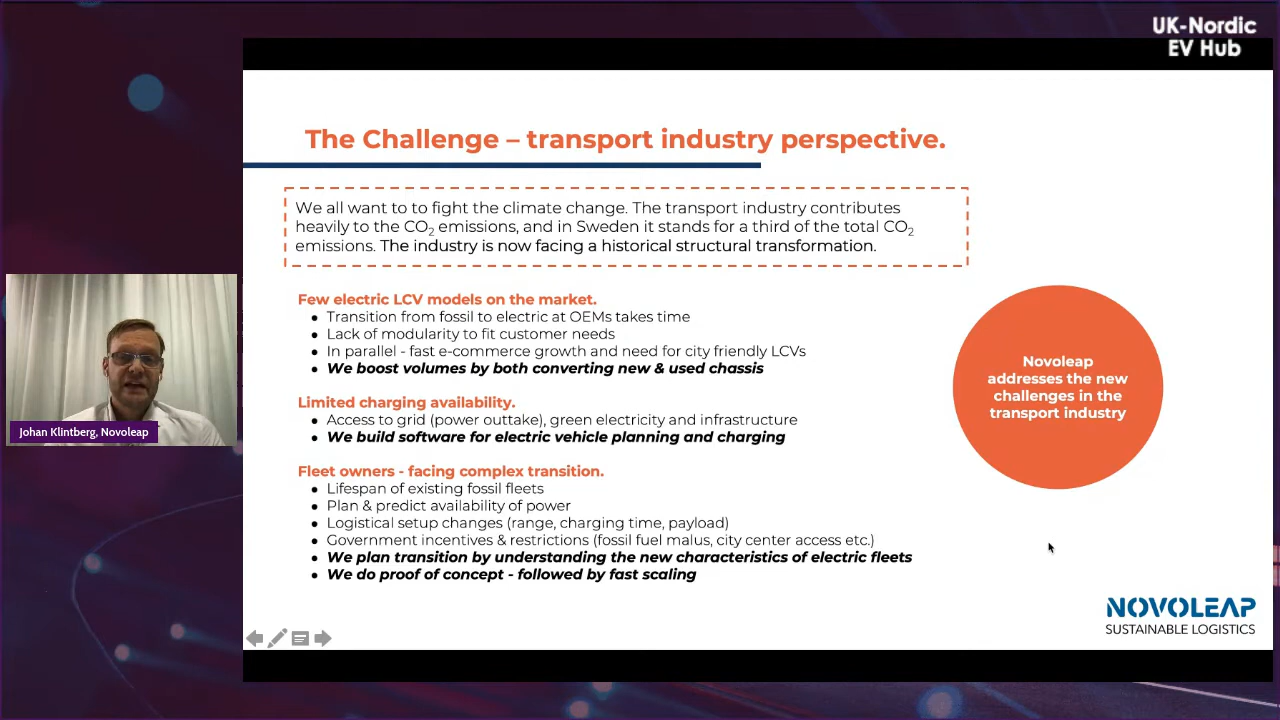 UK-Nordic
EV Hub
The Challenge – transport industry perspective.
We all want to to fight the climate change. The transport industry contributes
heavily to the CO₂ emissions, and in Sweden it stands for a third of the total CO₂
emissions. The industry is now facing a historical structural transformation.
Few electric LCV models on the market.
• Transition from fossil to electric at OEMs takes time
• Lack of modularity to fit customer needs
• In parallel - fast e-commerce growth and need for city friendly LCVs
• We boost volumes by both converting new & used chassis
Limited charging availability.
• Access to grid (power outtake), green electricity and infrastructure
• We build software for electric vehicle planning and charging
Fleet owners - facing complex transition.
• Lifespan of existing fossil fleets
• Plan & predict availability of power
• Logistical setup changes (range, charging time, payload)
• Government incentives & restrictions (fossil fuel malus, city center access etc.)
• We plan transition by understanding the new characteristics of electric fleets
• We do proof of concept - followed by fast scaling
Novoleap
addresses the new
challenges in the
transport industry
Johan Klintberg, Novoleap
NOVOLEAP
SUSTAINABLE LOGISTICS